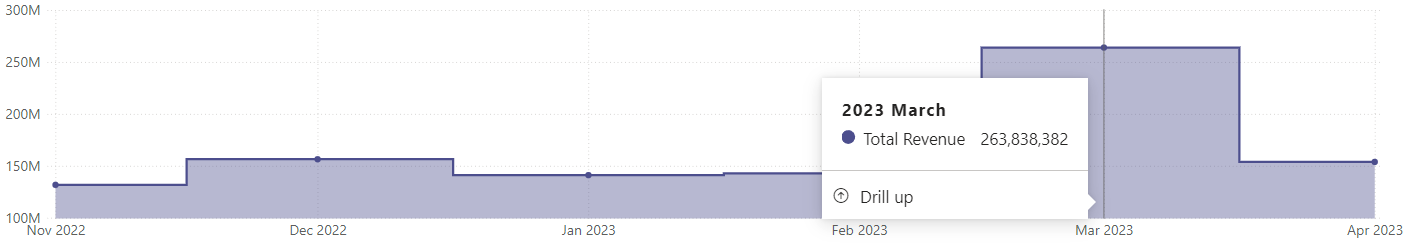 300M
250M
200M
150M
100M
2023 March
Total Revenue 263,838,382
Drill up
Nov 2022 Dec 2022 Jan 2023 Feb 2023 Mar 2023 Apr 2023